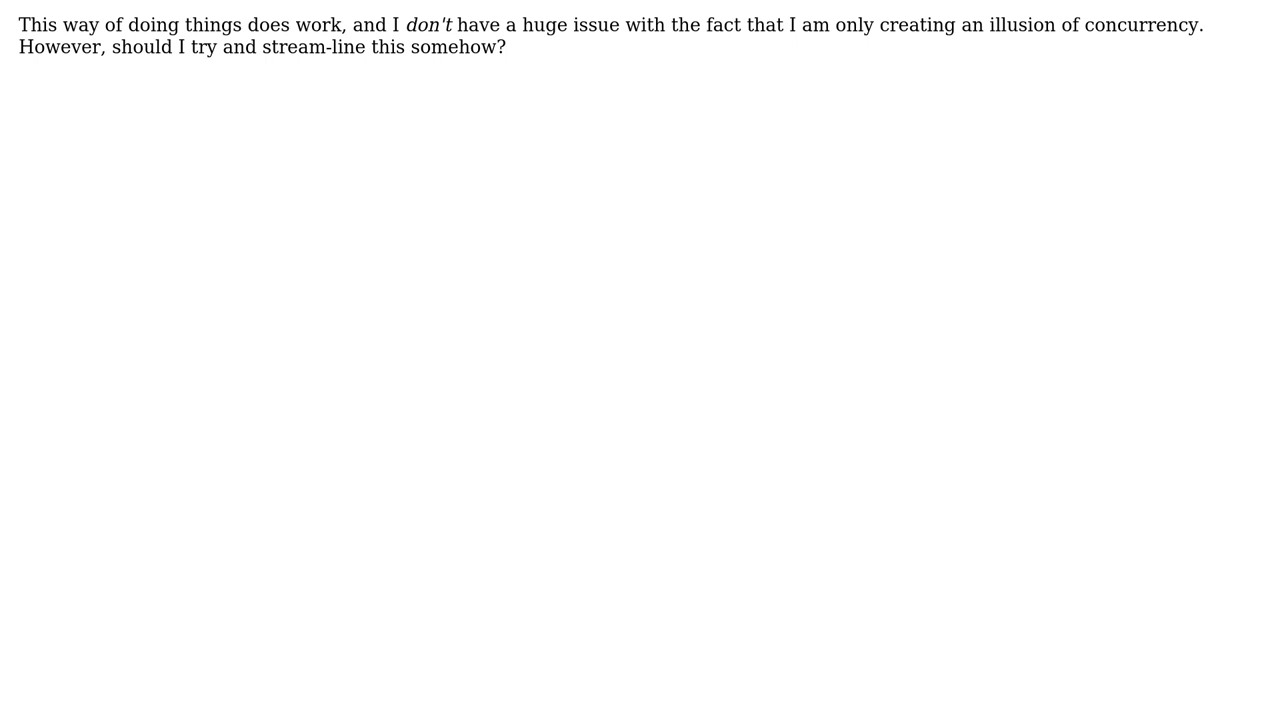 This way of doing things does work, and I don't have a huge issue with the fact that I am only creating an illusion of concurrency.
However, should I try and stream-line this somehow?